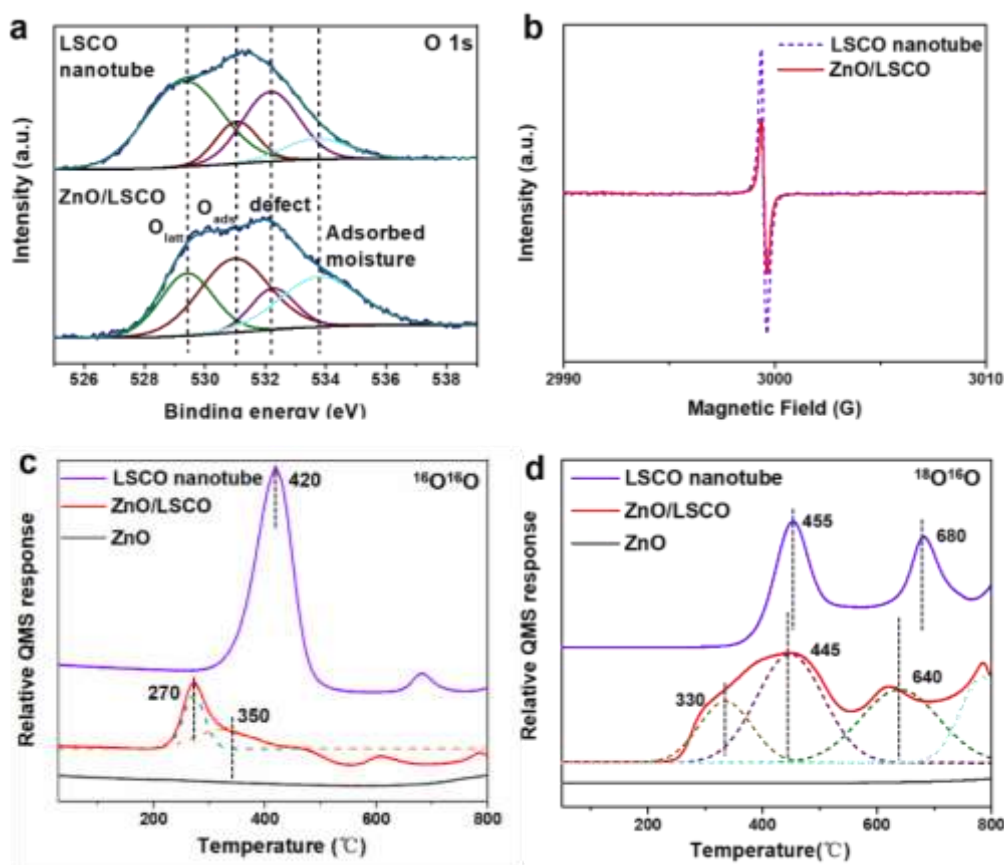 a
LSCO
nanotube
O 1s
ZnO/LSCO
O latt
O ads
defect
Adsorbed
moisture
Intensity (a.u.)
526 528 530 532 534 536 538
Binding energy (eV)
b
LSCO nanotube
ZnO/LSCO
Intensity (a.u.)
2990 3000 3010
Magnetic Field (G)
c
LSCO nanotube
ZnO/LSCO
ZnO
¹⁶O¹⁶O
420
270
350
Relative QMS response
200 400 600 800
Temperature (℃)
d
LSCO nanotube
ZnO/LSCO
ZnO
¹⁸O¹⁶O
455
680
445
330
640
Relative QMS response
200 400 600 800
Temperature(℃)